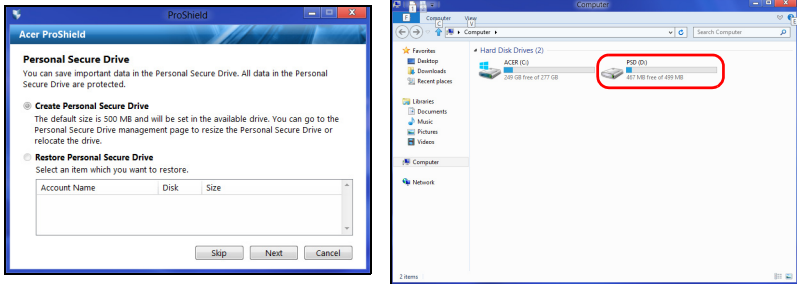 ProShield
Acer ProShield
Personal Secure Drive
You can save important data in the Personal Secure Drive. All data in the Personal
Secure Drive are protected.
Create Personal Secure Drive
The default size is 500 MB and will be set in the available drive. You can go to the
Personal Secure Drive management page to resize the Personal Secure Drive or
relocate the drive.
Restore Personal Secure Drive
Select an item which you want to restore.
Account Name Disk Size
Skip Next Cancel
Computer
F Computer View
C V E
Computer
Search Computer
Favorites
Desktop
Downloads
Recent places
Libraries
Documents
Music
Pictures
Videos
Computer
Network
Hard Disk Drives (2)
ACER (C:)
249 GB free of 277 GB
PSD (D:)
467 MB free of 499 MB
2 items